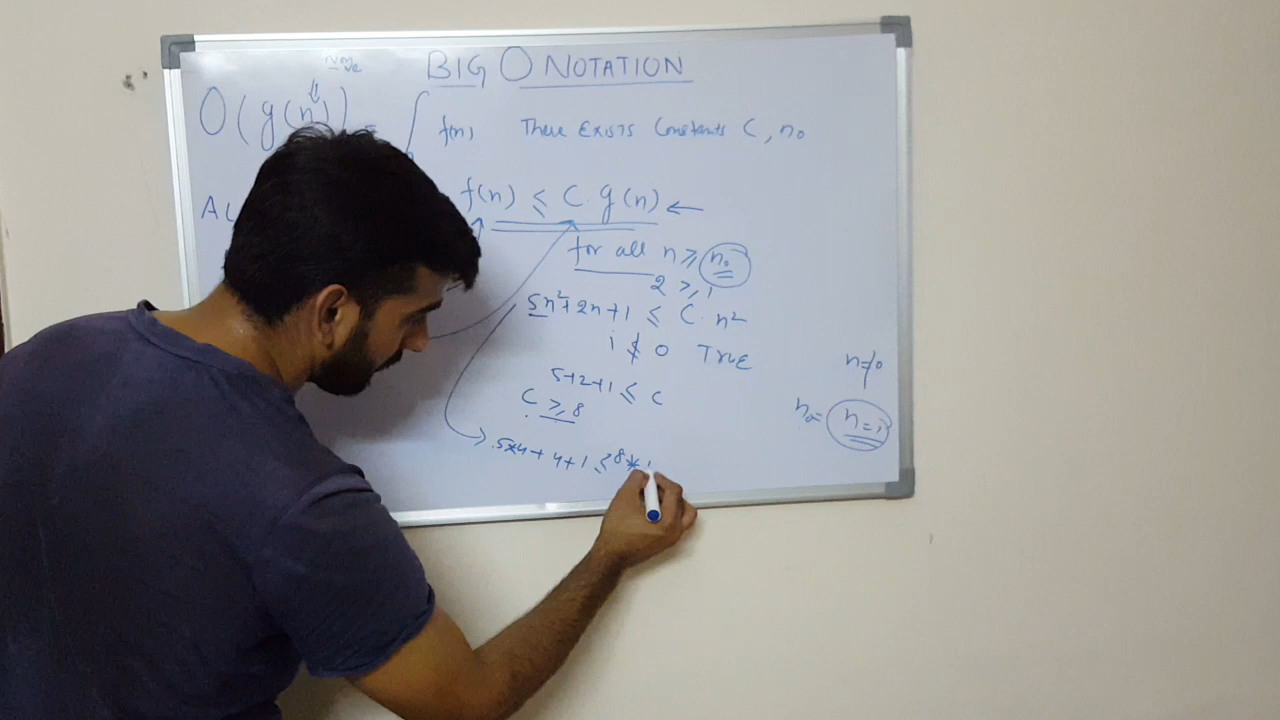 BIG O NOTATION
O(g(n)) =
f(n) There Exists Constants C, n₀
f(n) ≤ C. g(n) ←
for all n ≥ n₀
2 ≥ 1
5n²+2n+1 ≤ C. n²
1 ≰ 0 TRUE
n≠0
5+2+1 ≤ C
C ≥ 8
n₀= n=1
5*4 + 4+1 ≤ 8*